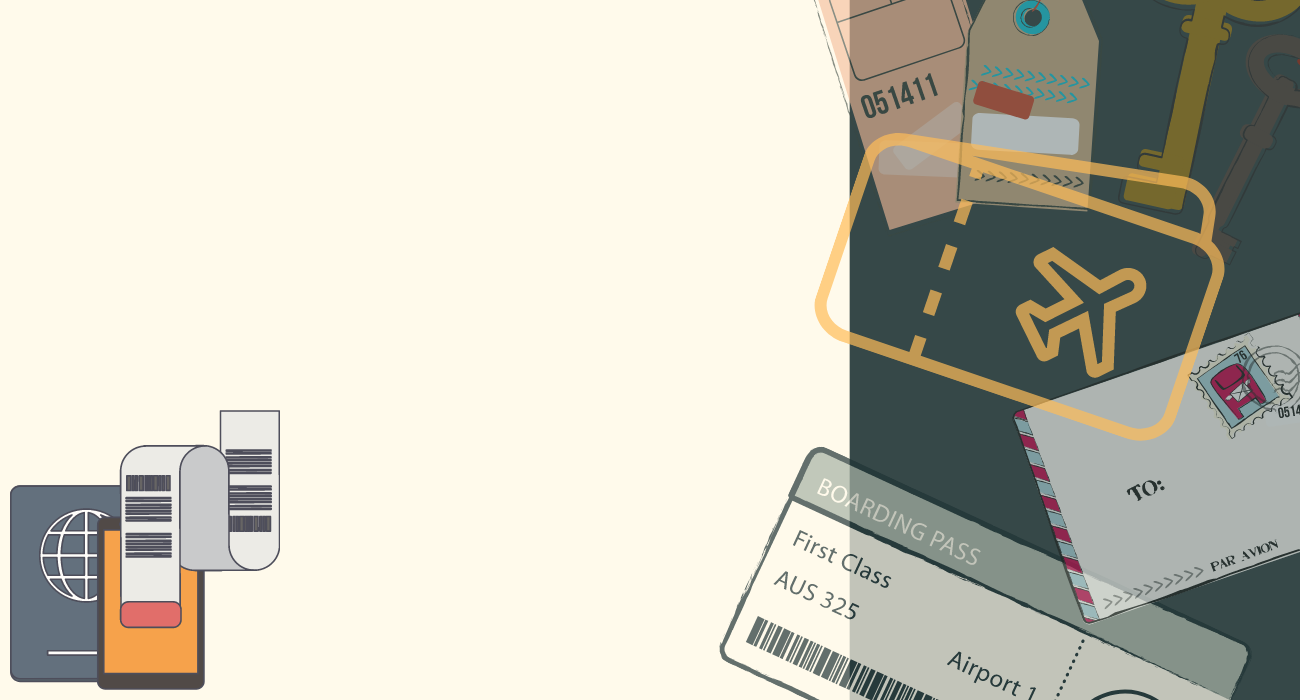 051411
76
0514
TO:
PAR AVION
BOARDING PASS
First Class
AUS 325
Airport 1